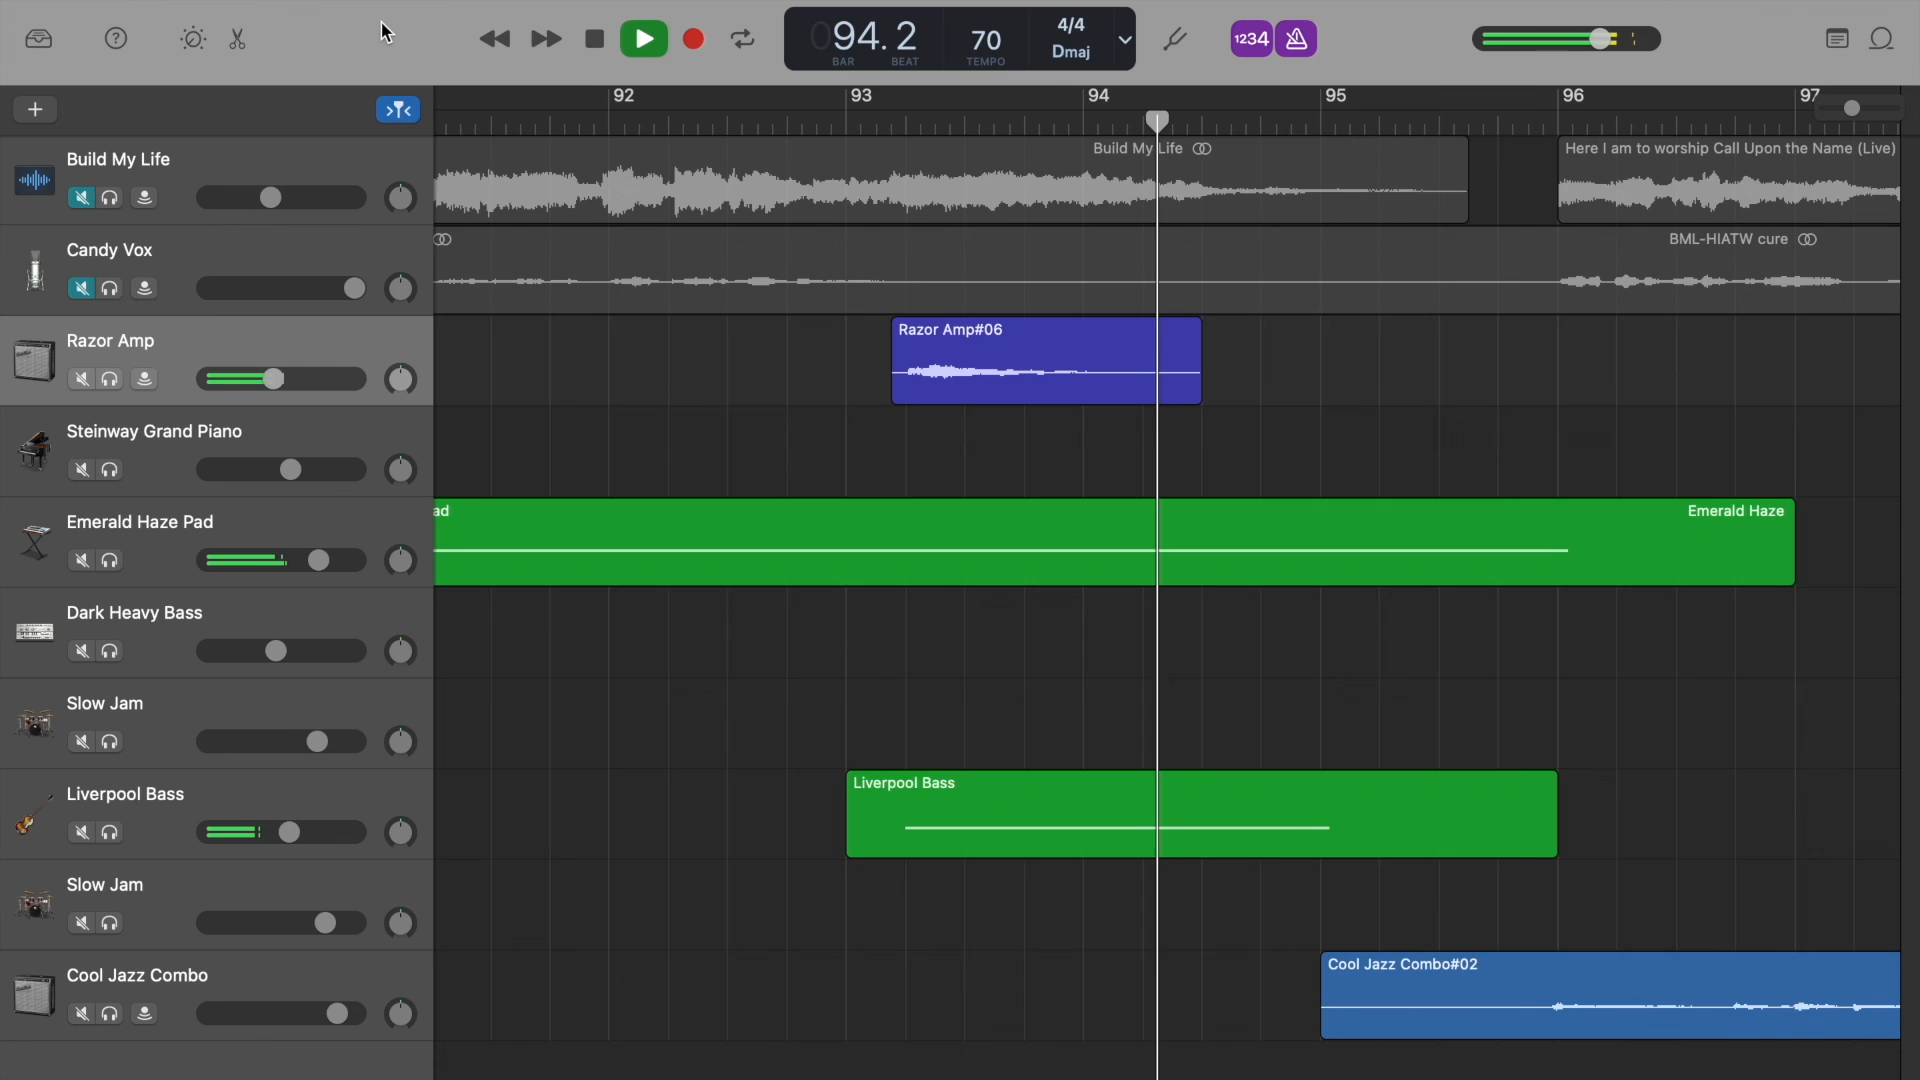 094.2
BAR
BEAT
70
TEMPO
4/4
Dmaj
1234
92
93
94
95
96
97
Build My Life
Build My Life
Here I am to worship Call Upon the Name (Live)
Candy Vox
BML-HIATW cure
Razor Amp
Razor Amp#06
Steinway Grand Piano
Emerald Haze Pad
ad
Emerald Haze
Dark Heavy Bass
Slow Jam
Liverpool Bass
Liverpool Bass
Slow Jam
Cool Jazz Combo
Cool Jazz Combo#02